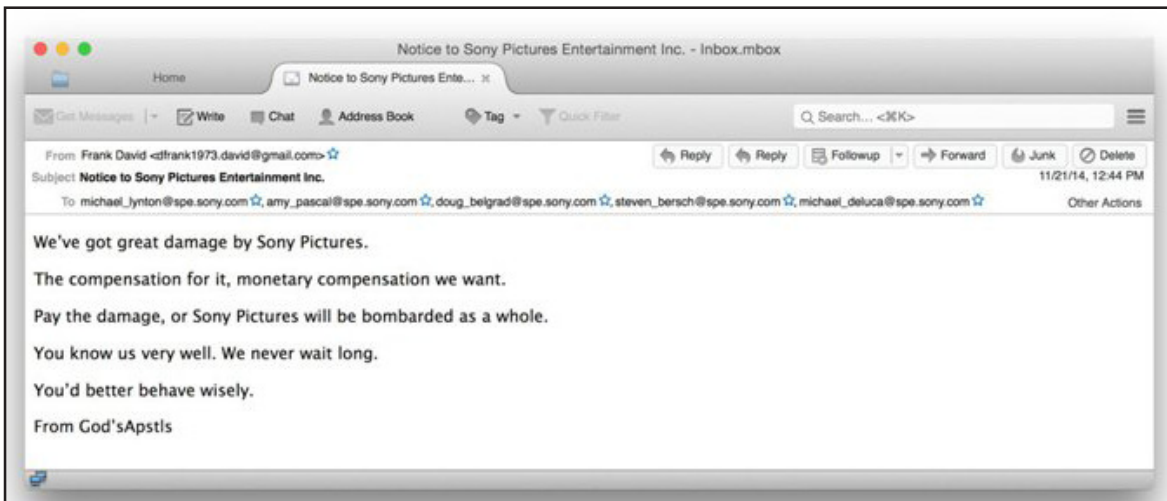 Notice to Sony Pictures Entertainment Inc. - Inbox.mbox
Home
Notice to Sony Pictures Ente... ×
Get Messages Write Chat Address Book Tag Quick Filter Search... <⌘K>
From Frank David <dfrank1973.david@gmail.com> Reply Reply Followup Forward Junk Delete
Subject Notice to Sony Pictures Entertainment Inc. 11/21/14, 12:44 PM
To michael_lynton@spe.sony.com, amy_pascal@spe.sony.com, doug_belgrad@spe.sony.com, steven_bersch@spe.sony.com, michael_deluca@spe.sony.com Other Actions
We've got great damage by Sony Pictures.
The compensation for it, monetary compensation we want.
Pay the damage, or Sony Pictures will be bombarded as a whole.
You know us very well. We never wait long.
You'd better behave wisely.
From God'sApstls